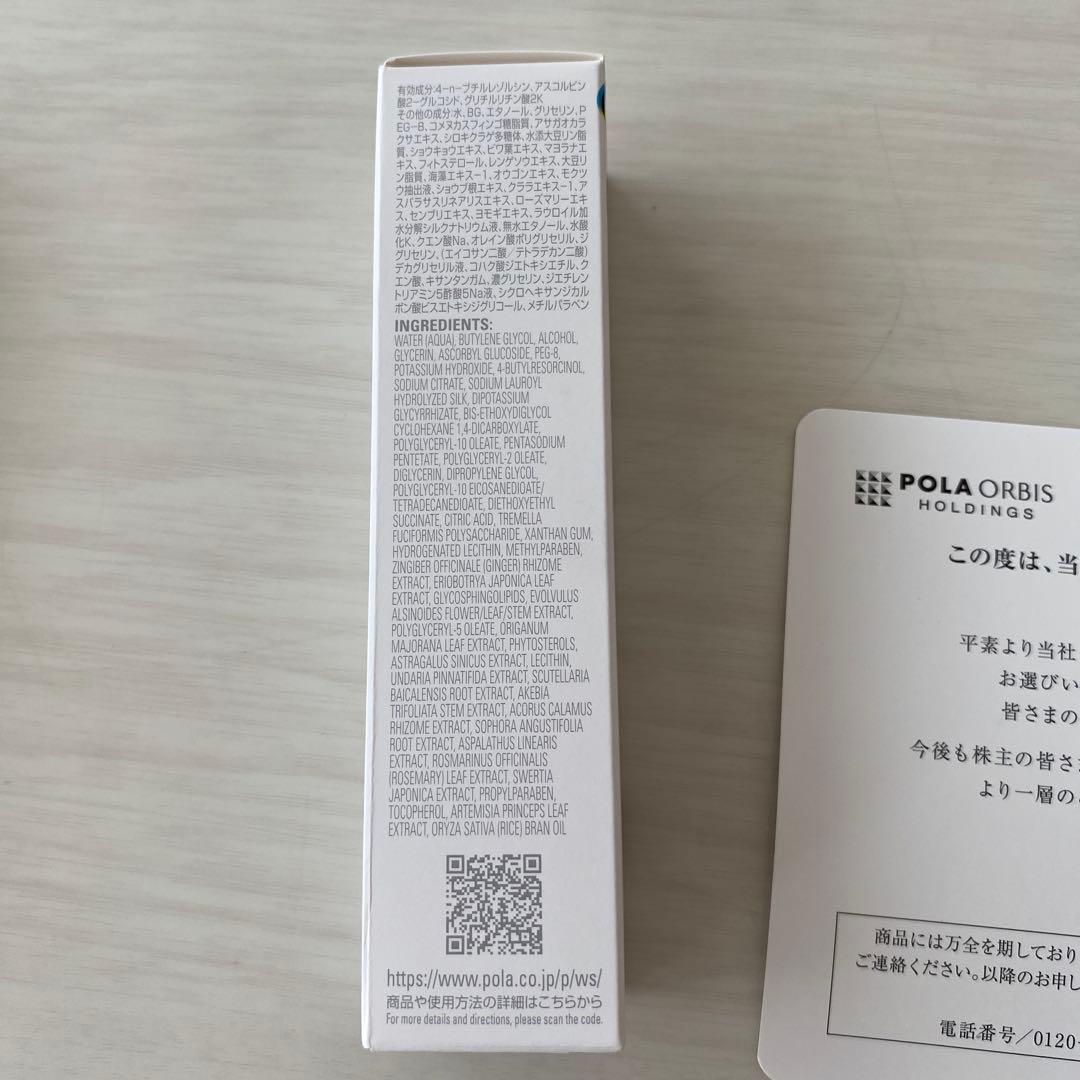 有効成分:4-n-ブチルレゾルシン、アスコルビン
酸2-グルコシド、グリチルリチン酸2K
その他の成分:水、BG、エタノール、グリセリン、P
EG-8、コメヌカスフィンゴ糖脂質、アサガオカラ
クサエキス、シロキクラゲ多糖体、水添大豆リン脂
質、ショウキョウエキス、ビワ葉エキス、マヨラナエ
キス、フィトステロール、レンゲソウエキス、大豆リ
ン脂質、海藻エキス-1、オウゴンエキス、モクツ
ウ抽出液、ショウブ根エキス、クララエキス-1、ア
スパラサスリネアリスエキス、ローズマリーエキ
ス、センブリエキス、ヨモギエキス、ラウロイル加
水分解シルクナトリウム液、無水エタノール、水酸
化K、クエン酸Na、オレイン酸ポリグリセリル、ジ
グリセリン、(エイコサン二酸/テトラデカン二酸)
デカグリセリル液、コハク酸ジエトキシエチル、ク
エン酸、キサンタンガム、濃グリセリン、ジエチレン
トリアミン5酢酸5Na液、シクロヘキサンジカル
ボン酸ビスエトキシジグリコール、メチルパラベン
INGREDIENTS:
WATER (AQUA), BUTYLENE GLYCOL, ALCOHOL,
GLYCERIN, ASCORBYL GLUCOSIDE, PEG-8,
POTASSIUM HYDROXIDE, 4-BUTYLRESORCINOL,
SODIUM CITRATE, SODIUM LAUROYL
HYDROLYZED SILK, DIPOTASSIUM
GLYCYRRHIZATE, BIS-ETHOXYDIGLYCOL
CYCLOHEXANE 1,4-DICARBOXYLATE,
POLYGLYCERYL-10 OLEATE, PENTASODIUM
PENTETATE, POLYGLYCERYL-2 OLEATE,
DIGLYCERIN, DIPROPYLENE GLYCOL,
POLYGLYCERYL-10 EICOSANEDIOATE/
TETRADECANEDIOATE, DIETHOXYETHYL
SUCCINATE, CITRIC ACID, TREMELLA
FUCIFORMIS POLYSACCHARIDE, XANTHAN GUM,
HYDROGENATED LECITHIN, METHYLPARABEN,
ZINGIBER OFFICINALE (GINGER) RHIZOME
EXTRACT, ERIOBOTRYA JAPONICA LEAF
EXTRACT, GLYCOSPHINGOLIPIDS, EVOLVULUS
ALSINOIDES FLOWER/LEAF/STEM EXTRACT,
POLYGLYCERYL-5 OLEATE, ORIGANUM
MAJORANA LEAF EXTRACT, PHYTOSTEROLS,
ASTRAGALUS SINICUS EXTRACT, LECITHIN,
UNDARIA PINNATIFIDA EXTRACT, SCUTELLARIA
BAICALENSIS ROOT EXTRACT, AKEBIA
TRIFOLIATA STEM EXTRACT, ACORUS CALAMUS
RHIZOME EXTRACT, SOPHORA ANGUSTIFOLIA
ROOT EXTRACT, ASPALATHUS LINEARIS
EXTRACT, ROSMARINUS OFFICINALIS
(ROSEMARY) LEAF EXTRACT, SWERTIA
JAPONICA EXTRACT, PROPYLPARABEN,
TOCOPHEROL, ARTEMISIA PRINCEPS LEAF
EXTRACT, ORYZA SATIVA (RICE) BRAN OIL
https://www.pola.co.jp/p/ws/
商品や使用方法の詳細はこちらから
For more details and directions, please scan the code.
POLA ORBIS
HOLDINGS
この度は、当
平素より当社
お選びい
皆さまの
今後も株主の皆さ
より一層の
商品には万全を期しており
ご連絡ください。以降のお申し
電話番号/0120-